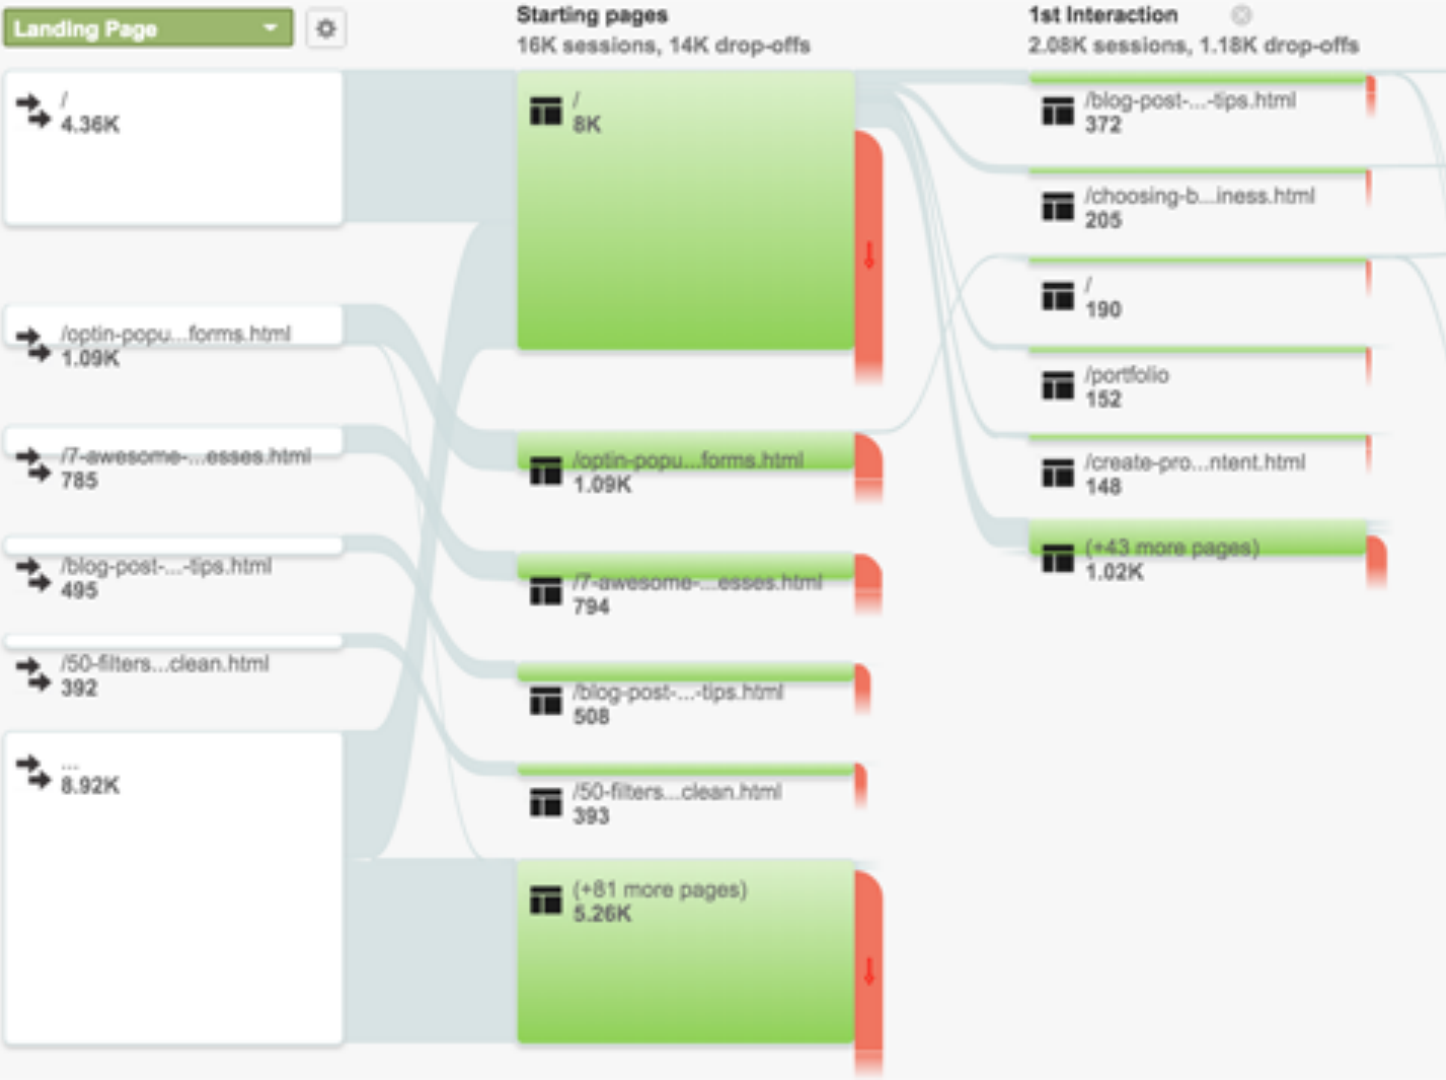 Landing Page
/
4.36K
/optin-popu...forms.html
1.09K
/7-awesome-...esses.html
785
/blog-post-...-tips.html
495
/50-filters...clean.html
392
...
8.92K
Starting pages
16K sessions, 14K drop-offs
/
8K
/optin-popu...forms.html
1.09K
/7-awesome-...esses.html
794
/blog-post-...-tips.html
508
/50-filters...clean.html
393
(+81 more pages)
5.26K
1st Interaction
2.08K sessions, 1.18K drop-offs
/blog-post-...-tips.html
372
/choosing-b...iness.html
205
/
190
/portfolio
152
/create-pro...ntent.html
148
(+43 more pages)
1.02K